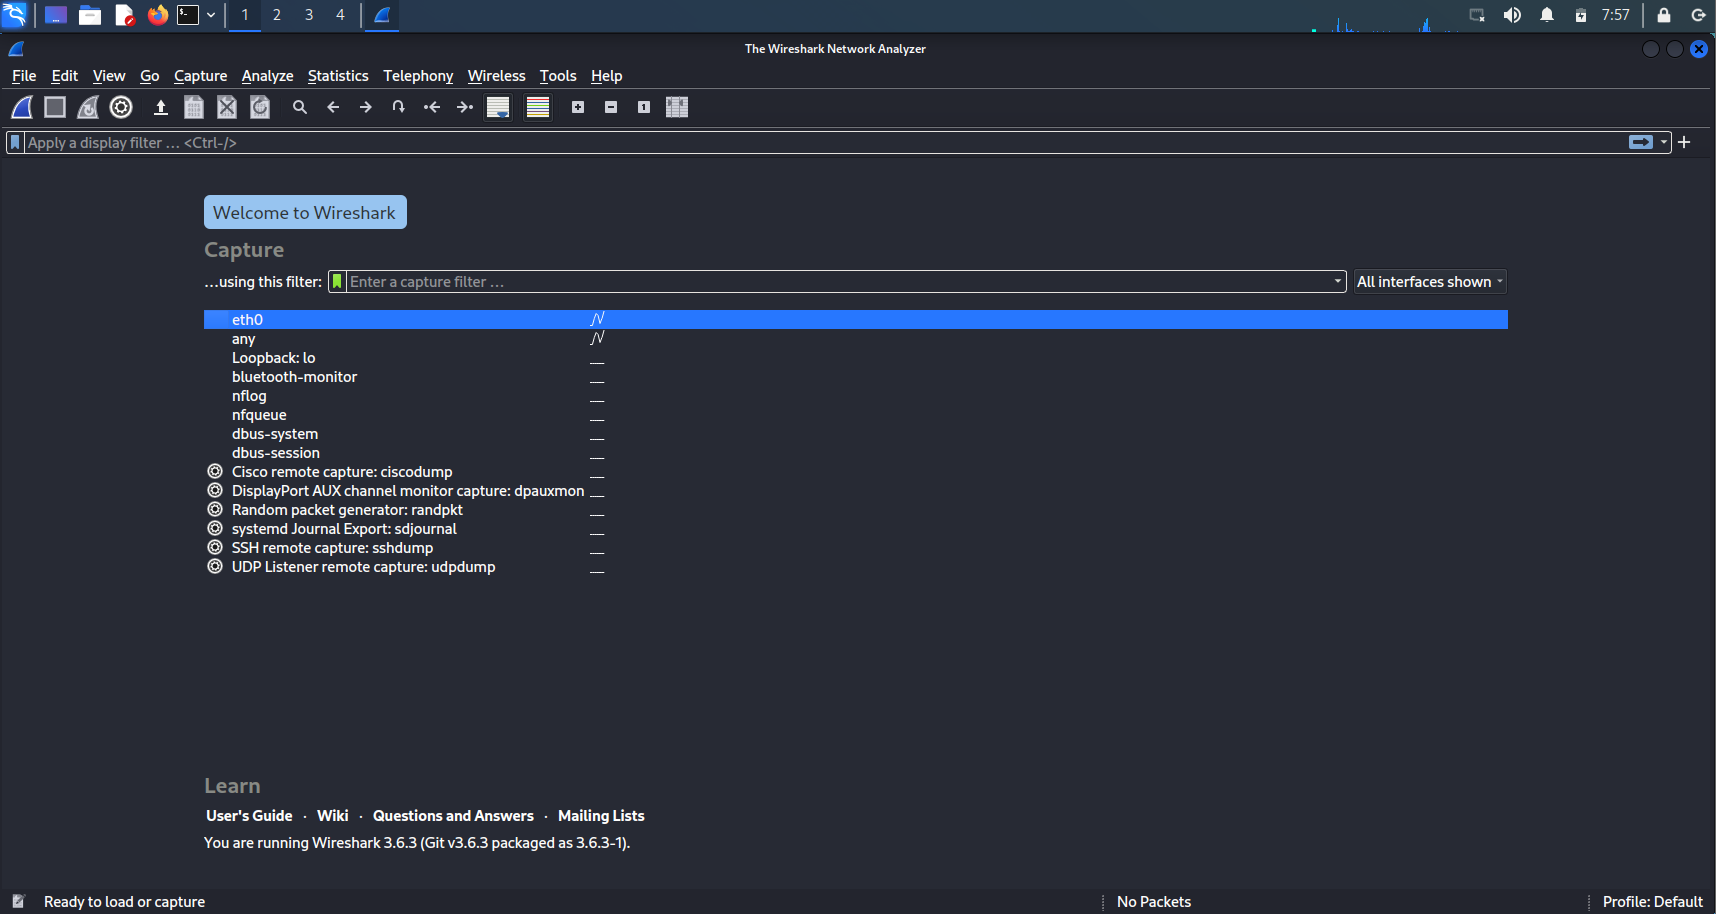 1 2 3 4 7:57
The Wireshark Network Analyzer
File Edit View Go Capture Analyze Statistics Telephony Wireless Tools Help
Apply a display filter … <Ctrl-/>
Welcome to Wireshark
Capture
…using this filter: Enter a capture filter … All interfaces shown
eth0
any
Loopback: lo
bluetooth-monitor
nflog
nfqueue
dbus-system
dbus-session
Cisco remote capture: ciscodump
DisplayPort AUX channel monitor capture: dpauxmon
Random packet generator: randpkt
systemd Journal Export: sdjournal
SSH remote capture: sshdump
UDP Listener remote capture: udpdump
Learn
User's Guide · Wiki · Questions and Answers · Mailing Lists
You are running Wireshark 3.6.3 (Git v3.6.3 packaged as 3.6.3-1).
Ready to load or capture No Packets Profile: Default